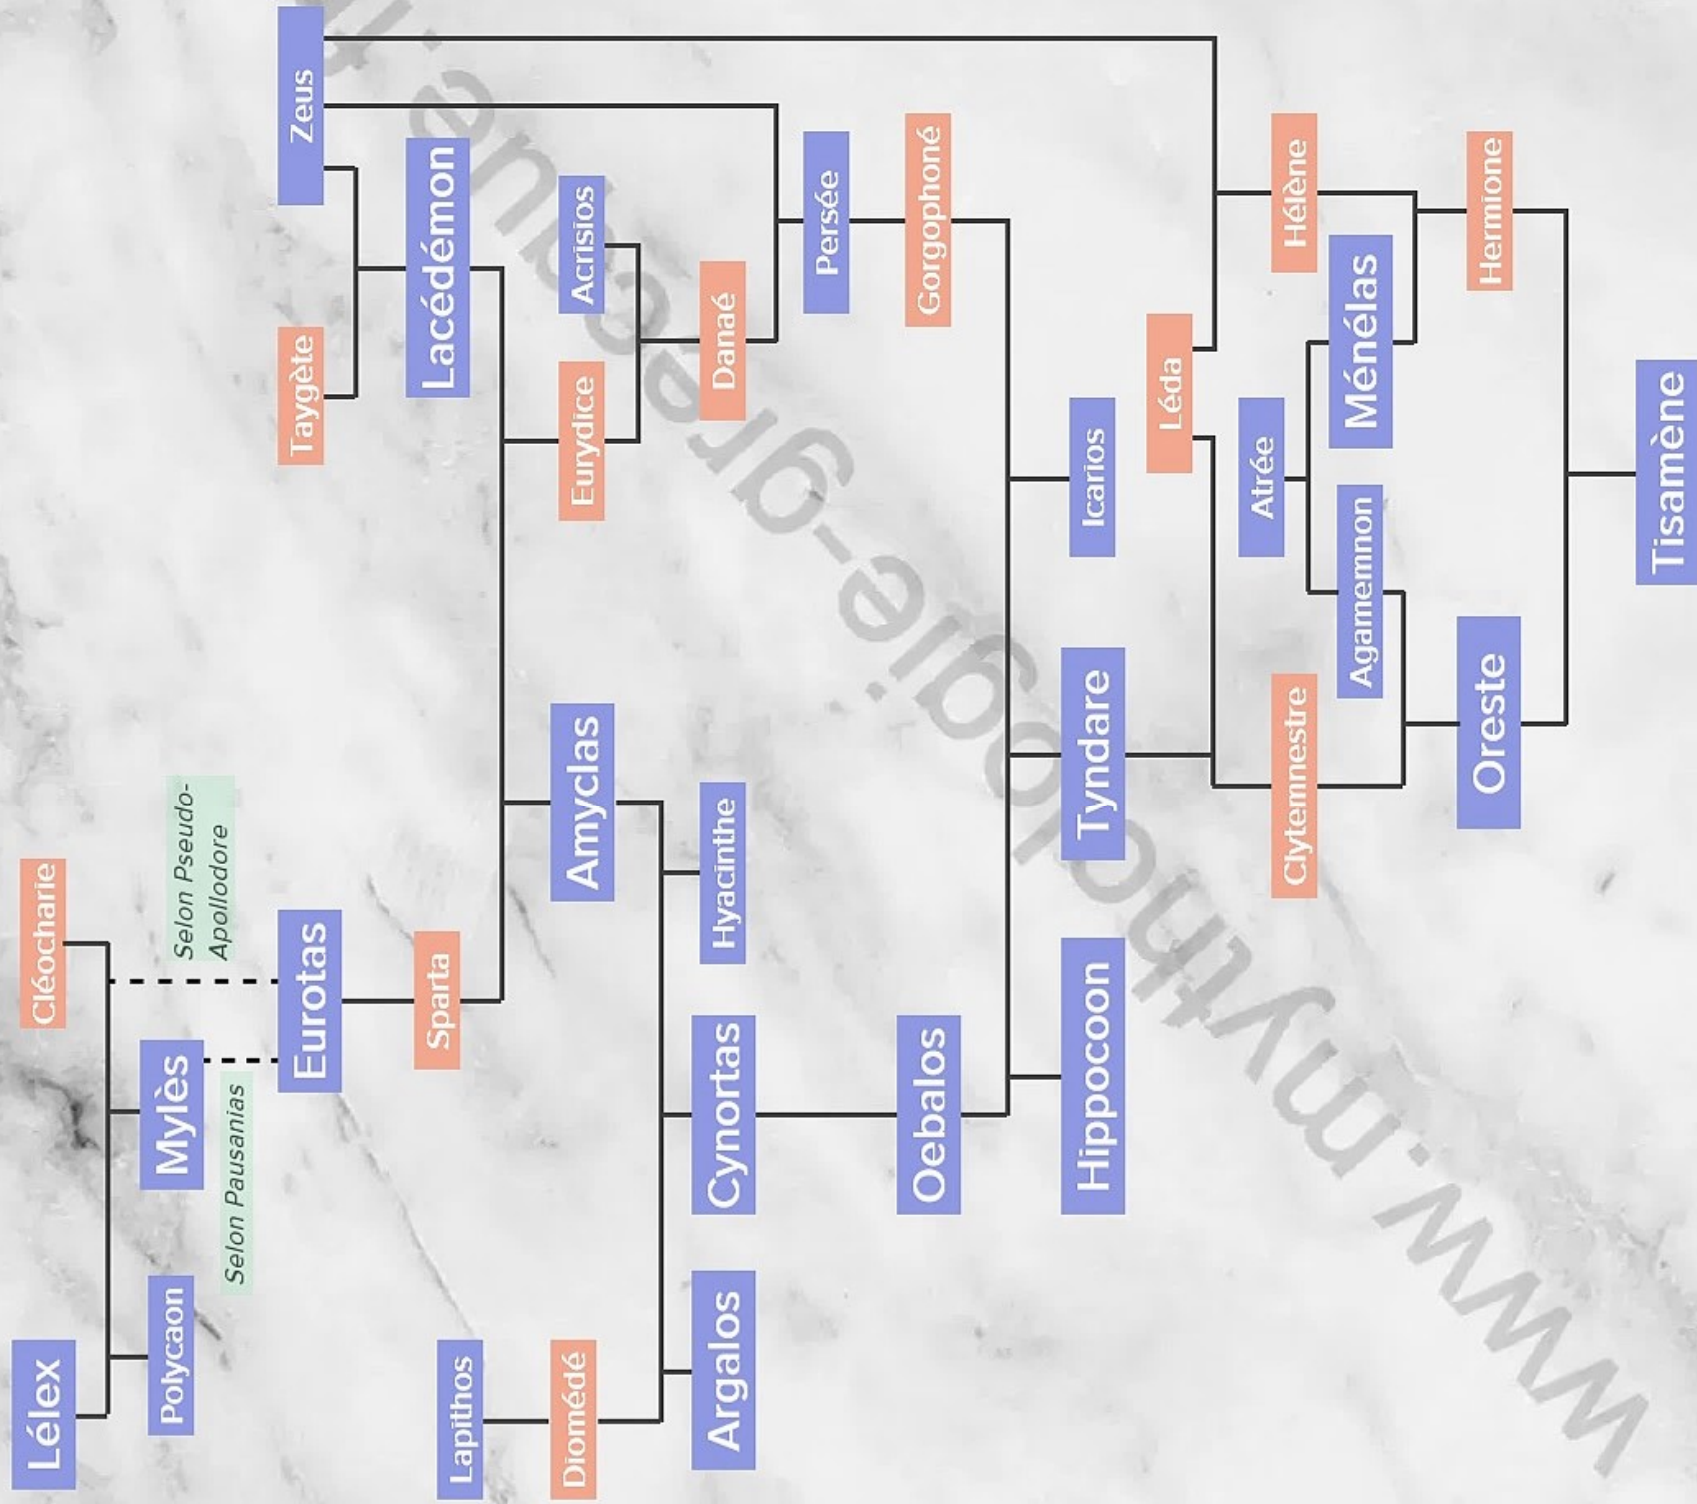 Lélex
Cléocharie
Polycaon
Mylès
Selon Pseudo-
Apollodore
Selon Pausanias
Eurotas
Taygète
Zeus
Lapithos
Sparta
Lacédémon
Diomédé
Amyclas
Eurydice
Acrisios
Argalos
Cynortas
Hyacinthe
Danaé
Persée
Oebalos
Gorgophoné
Hippocoon
Tyndare
Icarios
Léda
Atrée
Clytemnestre
Hélène
Agamemnon
Ménélas
Oreste
Hermione
Tisamène
www.mythologie-grecque.fr